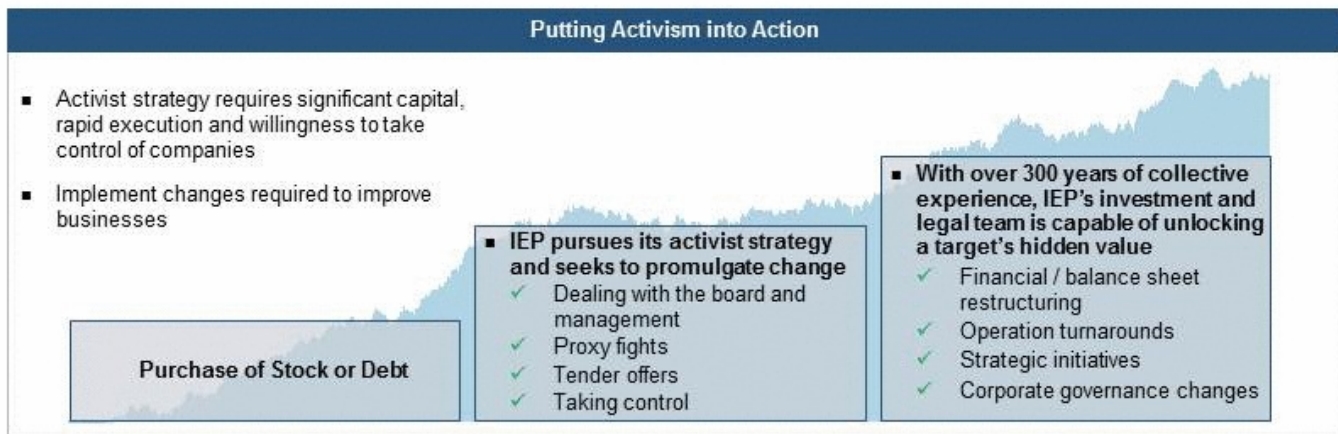 Putting Activism into Action
▪ Activist strategy requires significant capital,
rapid execution and willingness to take
control of companies
▪ Implement changes required to improve
businesses
Purchase of Stock or Debt
▪ IEP pursues its activist strategy
and seeks to promulgate change
✓ Dealing with the board and
management
✓ Proxy fights
✓ Tender offers
✓ Taking control
▪ With over 300 years of collective
experience, IEP's investment and
legal team is capable of unlocking
a target's hidden value
✓ Financial / balance sheet
restructuring
✓ Operation turnarounds
✓ Strategic initiatives
✓ Corporate governance changes